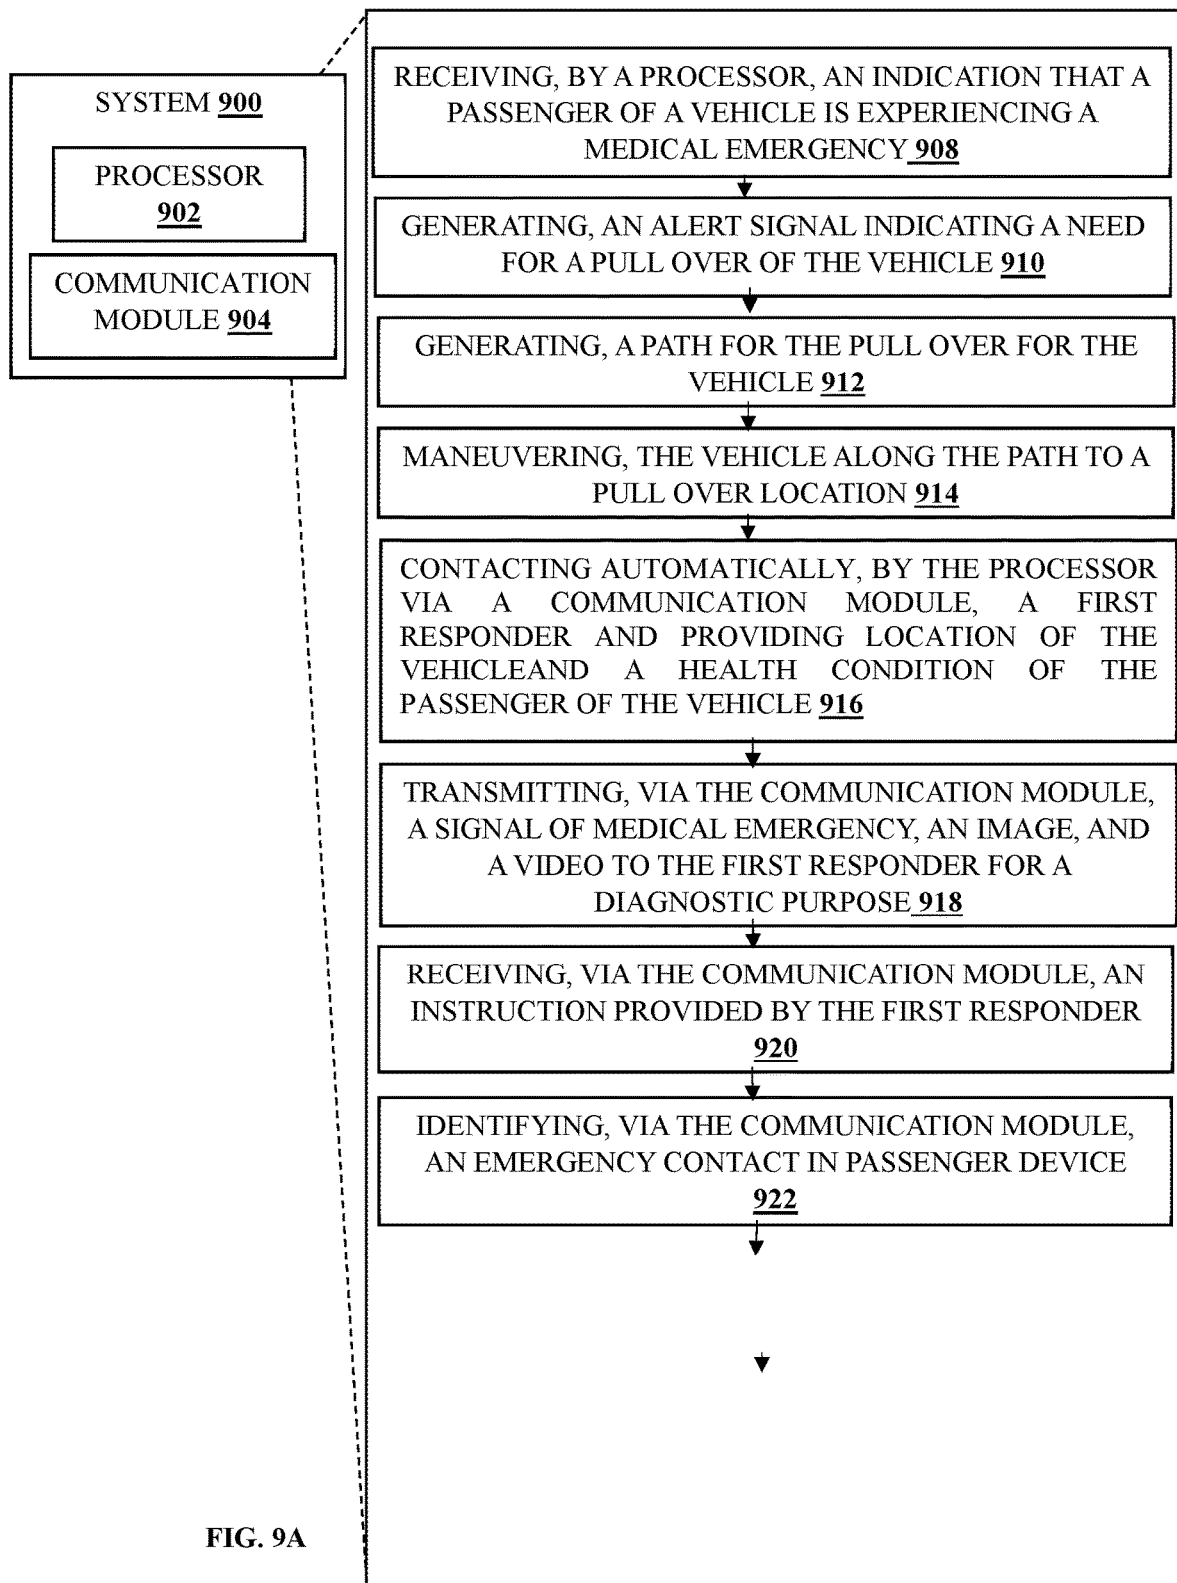 SYSTEM 900
PROCESSOR
902
COMMUNICATION
MODULE 904
RECEIVING, BY A PROCESSOR, AN INDICATION THAT A
PASSENGER OF A VEHICLE IS EXPERIENCING A
MEDICAL EMERGENCY 908
GENERATING, AN ALERT SIGNAL INDICATING A NEED
FOR A PULL OVER OF THE VEHICLE 910
GENERATING, A PATH FOR THE PULL OVER FOR THE
VEHICLE 912
MANEUVERING, THE VEHICLE ALONG THE PATH TO A
PULL OVER LOCATION 914
CONTACTING AUTOMATICALLY, BY THE PROCESSOR
VIA A COMMUNICATION MODULE, A FIRST
RESPONDER AND PROVIDING LOCATION OF THE
VEHICLEAND A HEALTH CONDITION OF THE
PASSENGER OF THE VEHICLE 916
TRANSMITTING, VIA THE COMMUNICATION MODULE,
A SIGNAL OF MEDICAL EMERGENCY, AN IMAGE, AND
A VIDEO TO THE FIRST RESPONDER FOR A
DIAGNOSTIC PURPOSE 918
RECEIVING, VIA THE COMMUNICATION MODULE, AN
INSTRUCTION PROVIDED BY THE FIRST RESPONDER
920
IDENTIFYING, VIA THE COMMUNICATION MODULE,
AN EMERGENCY CONTACT IN PASSENGER DEVICE
922
FIG. 9A